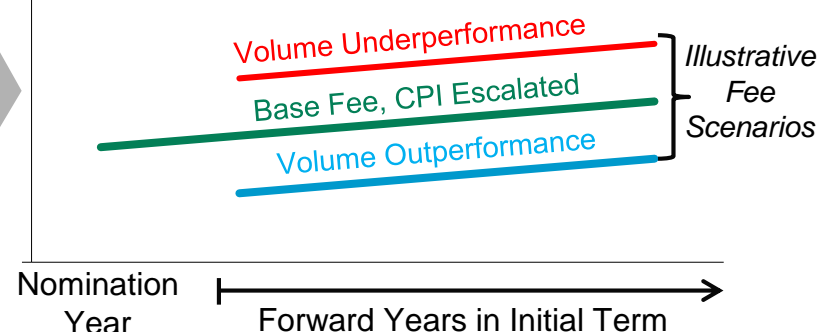 Volume Underperformance
Illustrative
Fee
Scenarios
Base Fee, CPI Escalated
Volume Outperformance
Nomination
Year
Forward Years in Initial Term